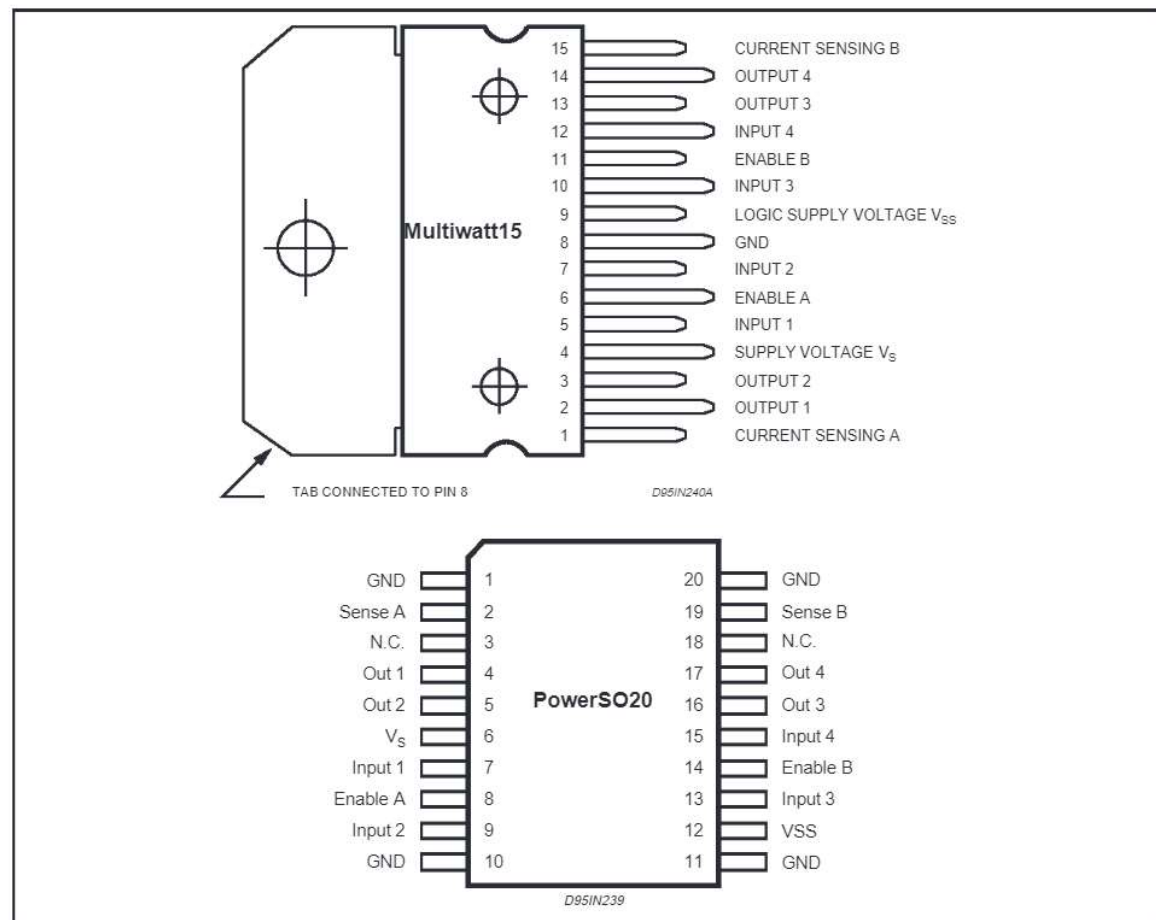 15 CURRENT SENSING B
14 OUTPUT 4
13 OUTPUT 3
12 INPUT 4
11 ENABLE B
10 INPUT 3
9 LOGIC SUPPLY VOLTAGE VSS
Multiwatt15
8 GND
7 INPUT 2
6 ENABLE A
5 INPUT 1
4 SUPPLY VOLTAGE VS
3 OUTPUT 2
2 OUTPUT 1
1 CURRENT SENSING A
TAB CONNECTED TO PIN 8
D95IN240A
GND 1 20 GND
Sense A 2 19 Sense B
N.C. 3 18 N.C.
Out 1 4 17 Out 4
PowerSO20
Out 2 5 16 Out 3
VS 6 15 Input 4
Input 1 7 14 Enable B
Enable A 8 13 Input 3
Input 2 9 12 VSS
GND 10 11 GND
D95IN239